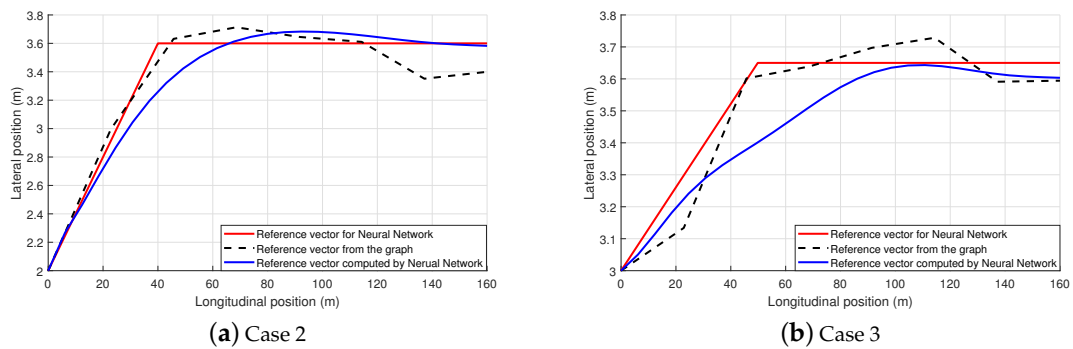 3.8
3.6
3.4
3.2
3
2.8
2.6
2.4
2.2
2
Lateral position (m)
0 20 40 60 80 100 120 140 160
Longitudinal position (m)
Reference vector for Neural Network
Reference vector from the graph
Reference vector computed by Nerual Network
(a) Case 2
3.8
3.7
3.6
3.5
3.4
3.3
3.2
3.1
3
Lateral position (m)
0 20 40 60 80 100 120 140 160
Longitudinal position (m)
Reference vector for Neural Network
Reference vector from the graph
Reference vector computed by Neural Network
(b) Case 3